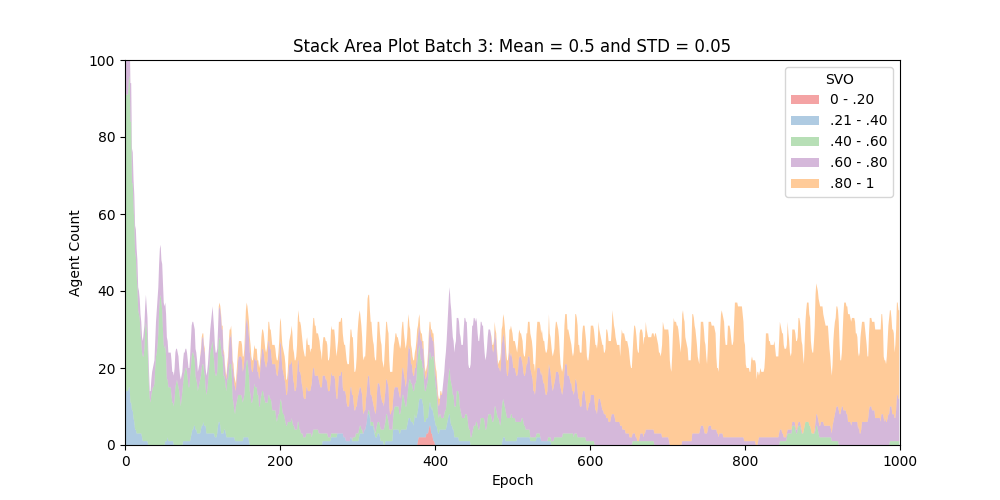 Stack Area Plot Batch 3: Mean = 0.5 and STD = 0.05
100
80
60
40
20
0
Agent Count
0
200
400
600
800
1000
Epoch
SVO
0 - .20
.21 - .40
.40 - .60
.60 - .80
.80 - 1